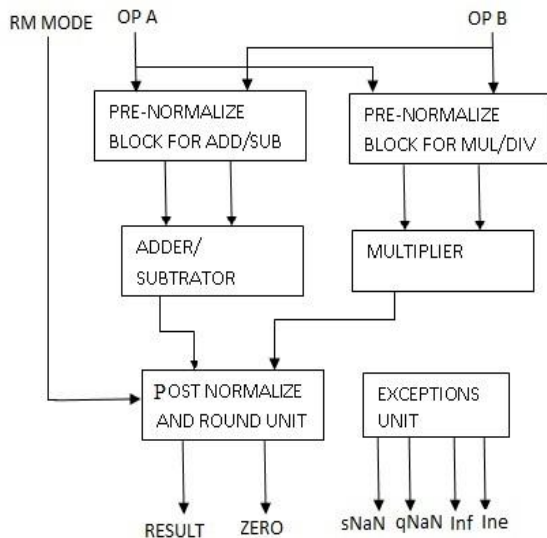 RM MODE
OP A
OP B
PRE-NORMALIZE
BLOCK FOR ADD/SUB
PRE-NORMALIZE
BLOCK FOR MUL/DIV
ADDER/
SUBTRATOR
MULTIPLIER
POST NORMALIZE
AND ROUND UNIT
EXCEPTIONS
UNIT
RESULT
ZERO
sNaN
qNaN
Inf
Ine